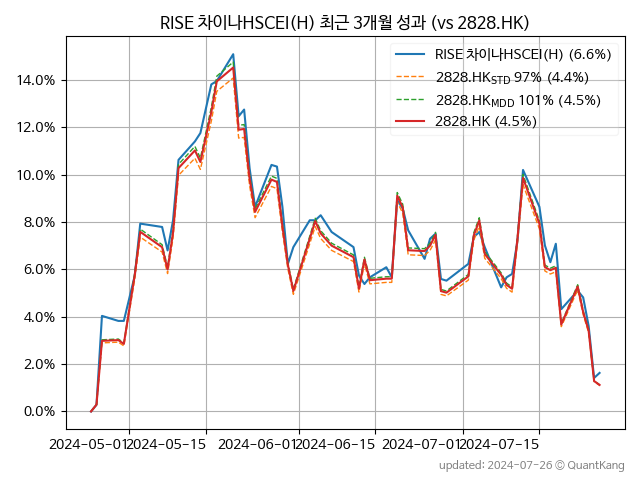 RISE 차이나HSCEI(H) 최근 3개월 성과 (vs 2828.HK)
RISE 차이나HSCEI(H) (6.6%)
2828.HKSTD 97% (4.4%)
2828.HKMDD 101% (4.5%)
2828.HK (4.5%)
14.0%
12.0%
10.0%
8.0%
6.0%
4.0%
2.0%
0.0%
2024-05-01 2024-05-15 2024-06-01 2024-06-15 2024-07-01 2024-07-15
updated: 2024-07-26 © QuantKang